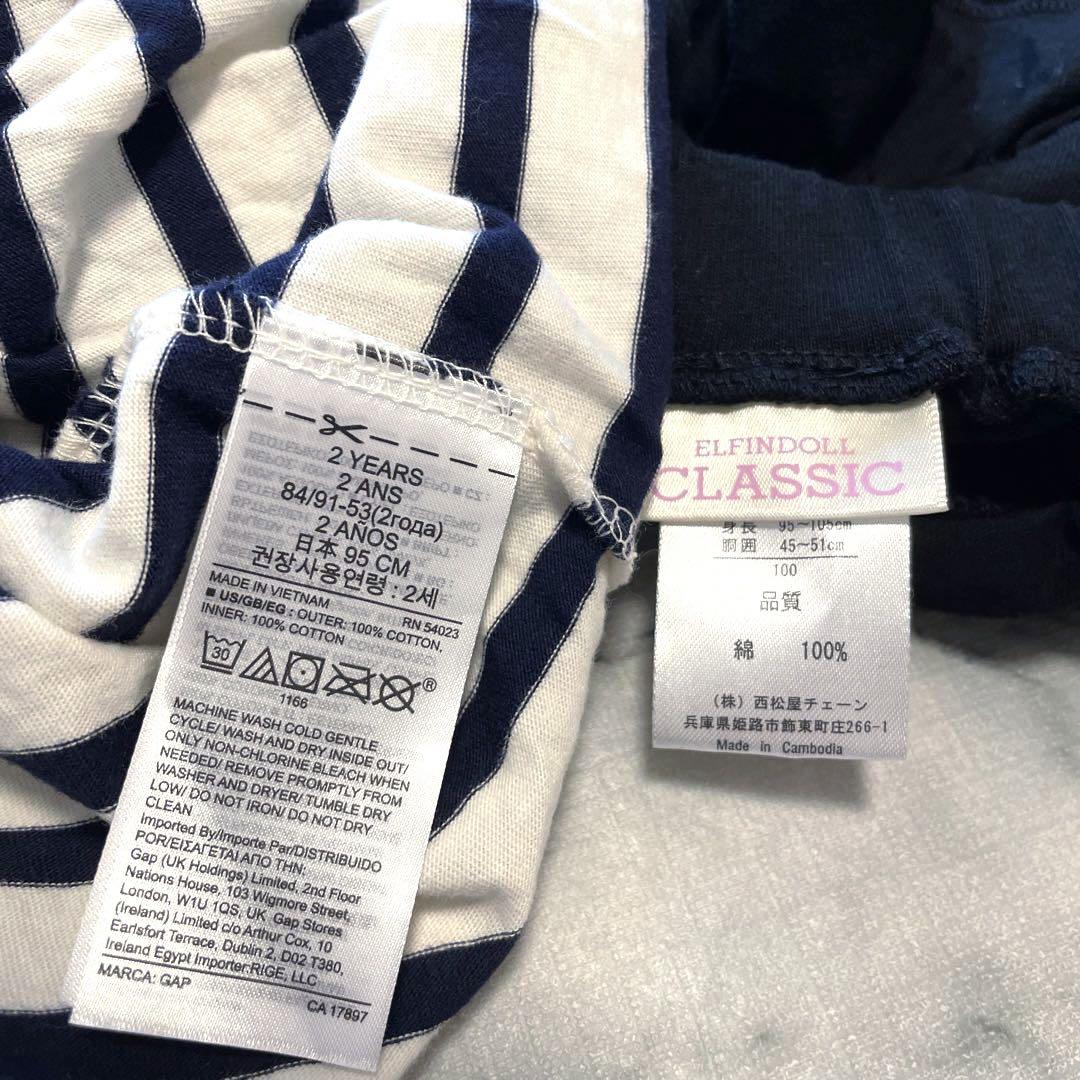 2 YEARS
2 ANS
84/91-53(2года)
2 AÑOS
日本 95 CM
권장사용연령 : 2세
MADE IN VIETNAM
RN 54023
■ US/GB/EG : OUTER: 100% COTTON.
INNER: 100% COTTON
30
®
1166
MACHINE WASH COLD GENTLE
CYCLE/ WASH AND DRY INSIDE OUT/
ONLY NON-CHLORINE BLEACH WHEN
NEEDED/ REMOVE PROMPTLY FROM
WASHER AND DRYER/ TUMBLE DRY
LOW/ DO NOT IRON/ DO NOT DRY
CLEAN
Imported By/Importe Par/DISTRIBUIDO
POR/ΕΙΣΑΓΕΤΑΙ ΑΠΟ ΤΗΝ:
Gap (UK Holdings) Limited, 2nd Floor
Nations House, 103 Wigmore Street,
London, W1U 1QS, UK Gap Stores
(Ireland) Limited c/o Arthur Cox, 10
Earlsfort Terrace, Dublin 2, D02 T380,
Ireland Egypt Importer:RIGE, LLC
MARCA: GAP
CA 17897
ELFINDOLL
CLASSIC
身長 95~105cm
胴囲 45~51cm
100
品質
綿 100%
(株) 西松屋チェーン
兵庫県姫路市飾東町庄266-1
Made in Cambodia